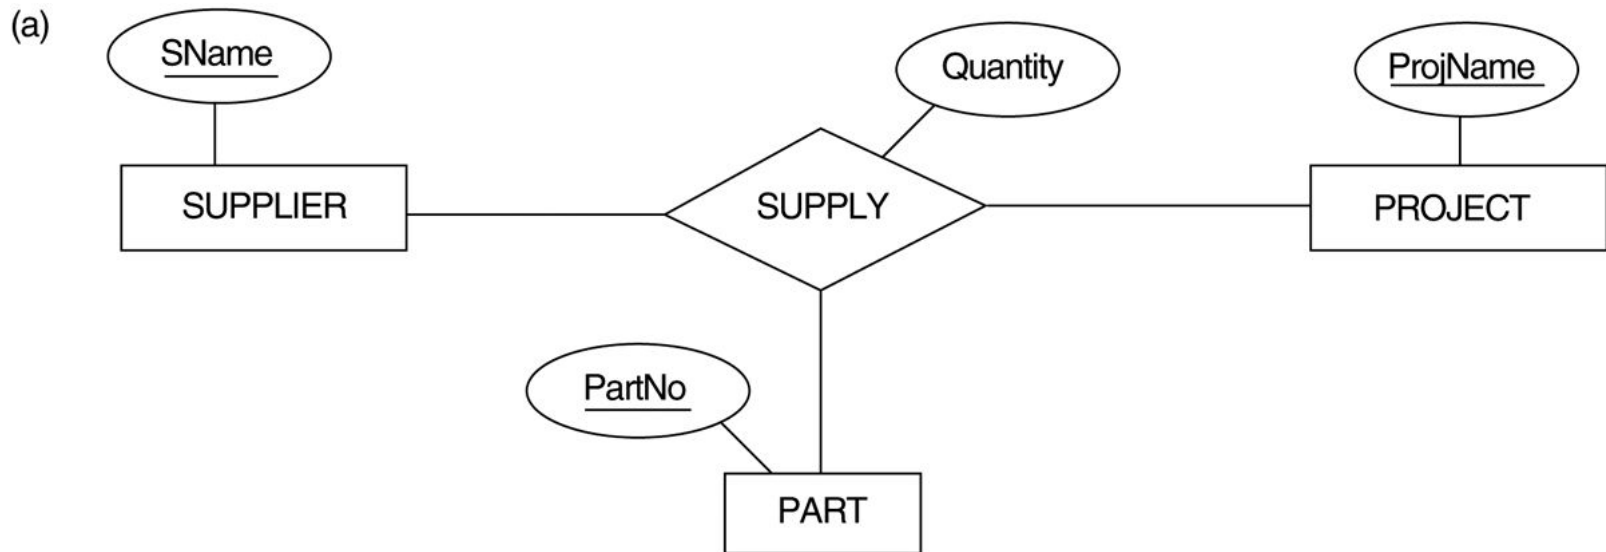 (a)
SName
Quantity
ProjName
SUPPLIER
SUPPLY
PROJECT
PartNo
PART